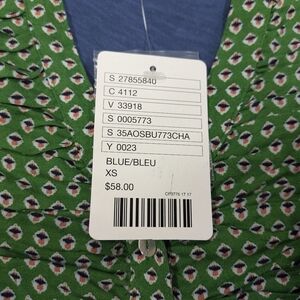 S 27855840
C 4112
V 33918
S 0005773
S 35AOSBU773CHA
Y 0023
BLUE/BLEU
XS
$58.00